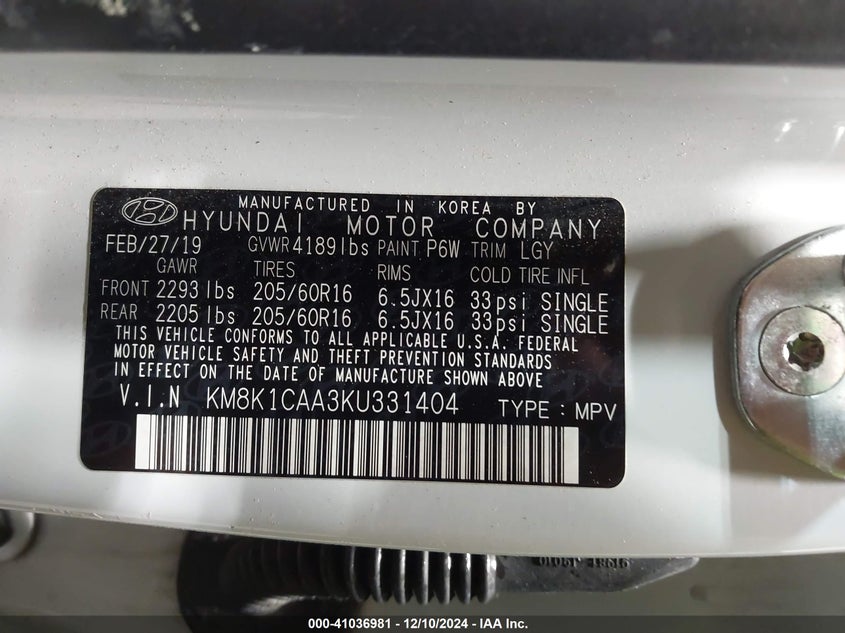 MANUFACTURED IN KOREA BY
HYUNDAI MOTOR COMPANY
FEB/27/19 GVWR 4189lbs PAINT P6W TRIM LGY
GAWR TIRES RIMS COLD TIRE INFL
FRONT 2293lbs 205/60R16 6.5JX16 33psi SINGLE
REAR 2205lbs 205/60R16 6.5JX16 33psi SINGLE
THIS VEHICLE CONFORMS TO ALL APPLICABLE U.S.A. FEDERAL
MOTOR VEHICLE SAFETY AND THEFT PREVENTION STANDARDS
IN EFFECT ON THE DATE OF MANUFACTURE SHOWN ABOVE
V.I.N KM8K1CAA3KU331404 TYPE : MPV
000-41036981 - 12/10/2024 - IAA Inc.